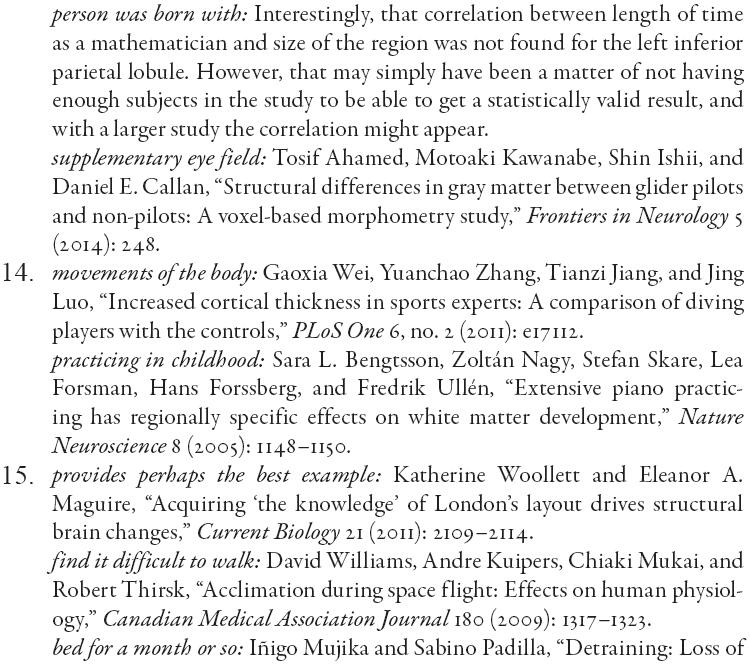 person was born with: Interestingly, that correlation between length of time
as a mathematician and size of the region was not found for the left inferior
parietal lobule. However, that may simply have been a matter of not having
enough subjects in the study to be able to get a statistically valid result, and
with a larger study the correlation might appear.
supplementary eye field: Tosif Ahamed, Motoaki Kawanabe, Shin Ishii, and
Daniel E. Callan, “Structural differences in gray matter between glider pilots
and non-pilots: A voxel-based morphometry study,” Frontiers in Neurology 5
(2014): 248.
14. movements of the body: Gaoxia Wei, Yuanchao Zhang, Tianzi Jiang, and Jing
Luo, “Increased cortical thickness in sports experts: A comparison of diving
players with the controls,” PLoS One 6, no. 2 (2011): e17112.
practicing in childhood: Sara L. Bengtsson, Zoltán Nagy, Stefan Skare, Lea
Forsman, Hans Forssberg, and Fredrik Ullén, “Extensive piano practic-
ing has regionally specific effects on white matter development,” Nature
Neuroscience 8 (2005): 1148–1150.
15. provides perhaps the best example: Katherine Woollett and Eleanor A.
Maguire, “Acquiring ‘the knowledge’ of London’s layout drives structural
brain changes,” Current Biology 21 (2011): 2109–2114.
find it difficult to walk: David Williams, Andre Kuipers, Chiaki Mukai, and
Robert Thirsk, “Acclimation during space flight: Effects on human physiol-
ogy,” Canadian Medical Association Journal 180 (2009): 1317–1323.
bed for a month or so: Iñigo Mujika and Sabino Padilla, “Detraining: Loss of